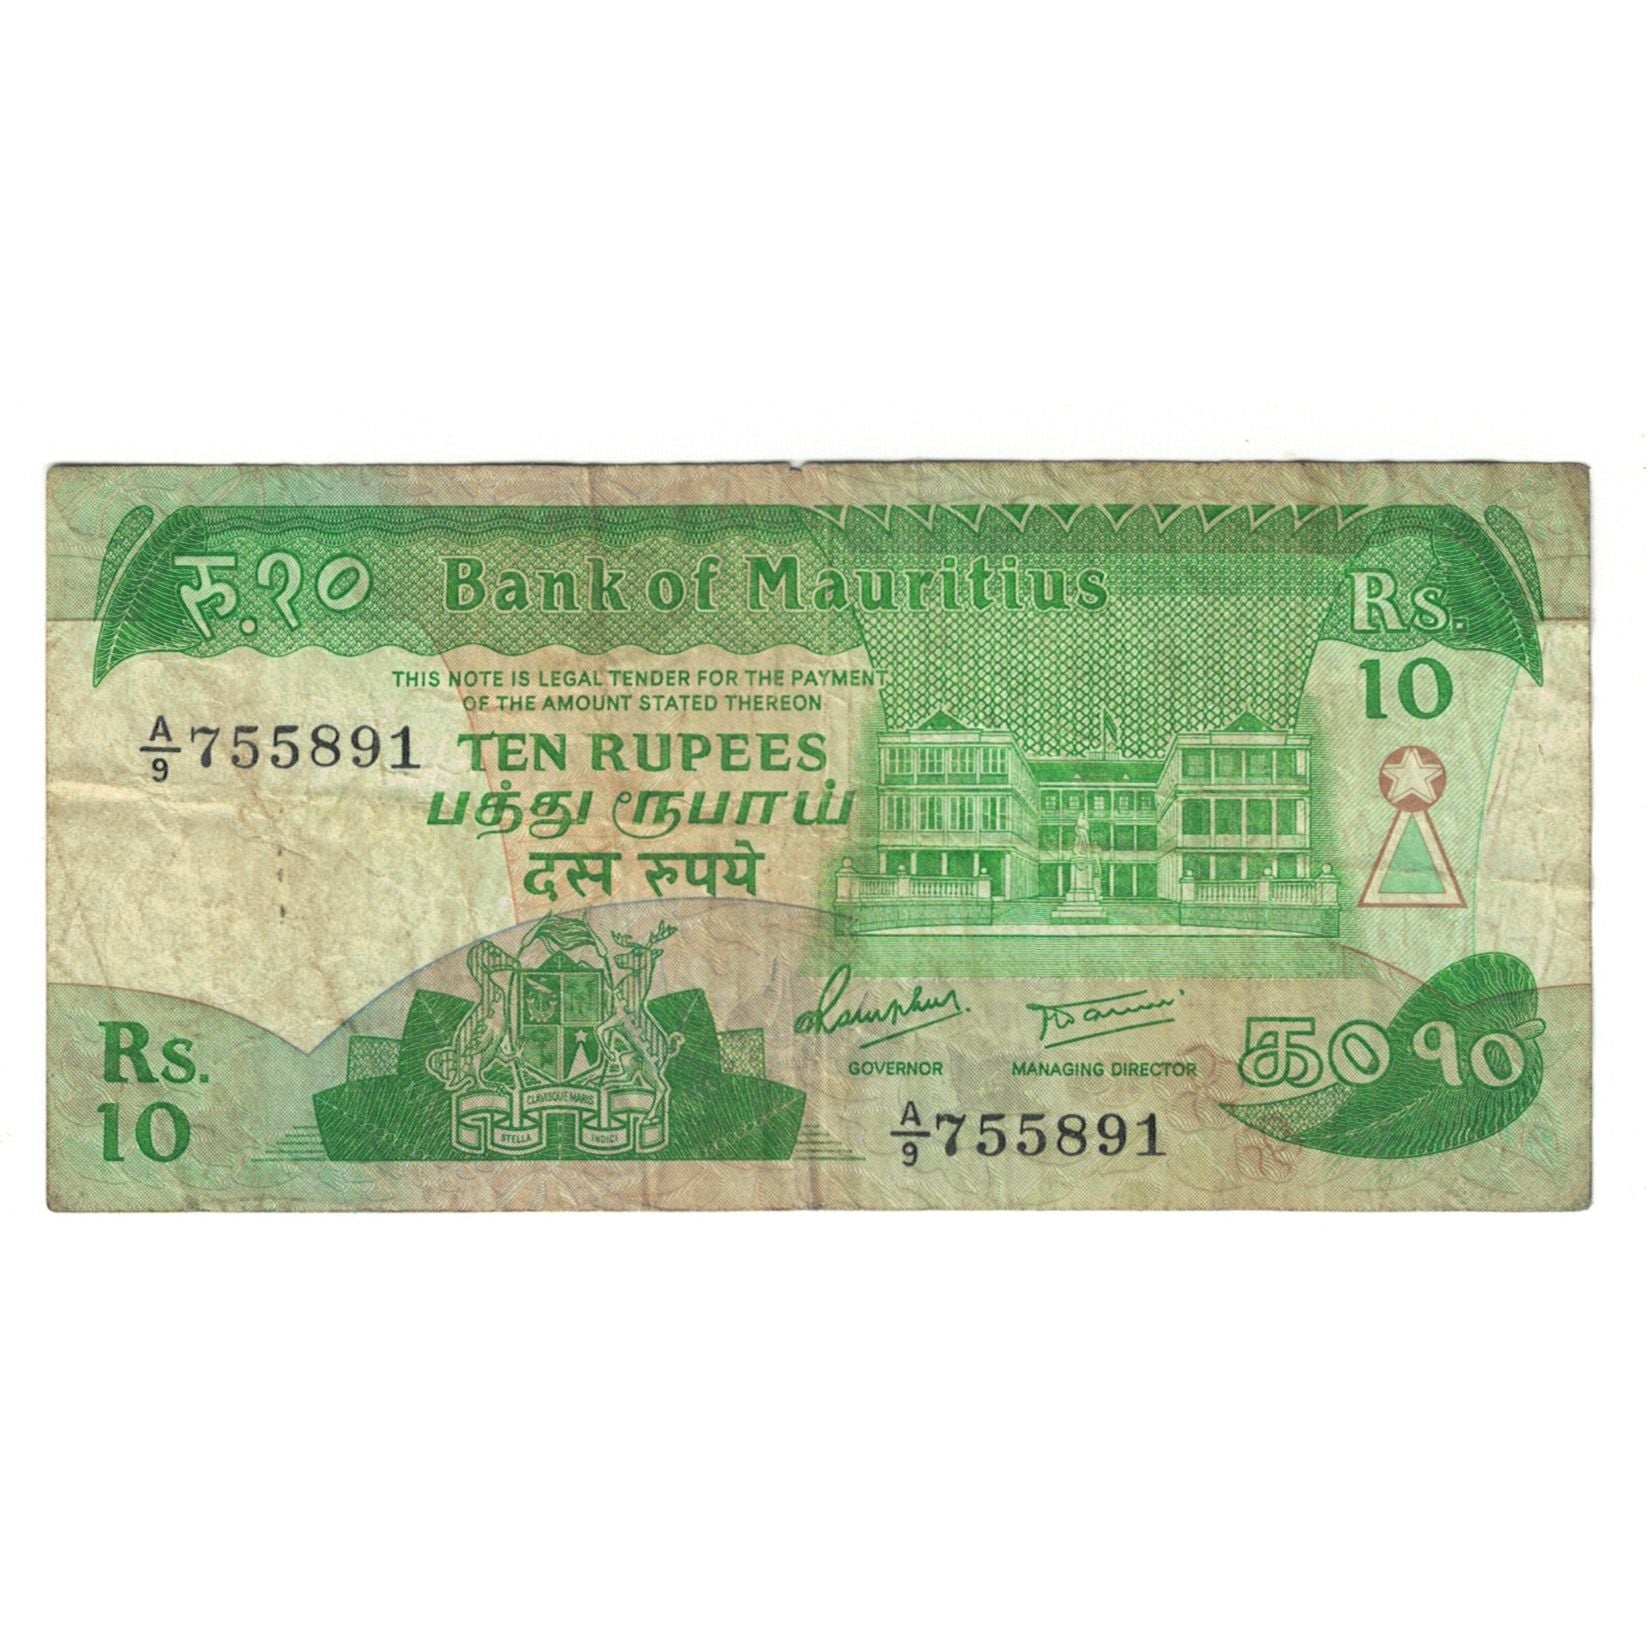 रु.१०
Bank of Mauritius
Rs.
10
THIS NOTE IS LEGAL TENDER FOR THE PAYMENT
OF THE AMOUNT STATED THEREON
A/9 755891
TEN RUPEES
பத்து ரூபாய்
दस रुपये
Rs.
10
CLAVISQUE MARIS
STELLA INDICI
GOVERNOR
MANAGING DIRECTOR
A/9 755891